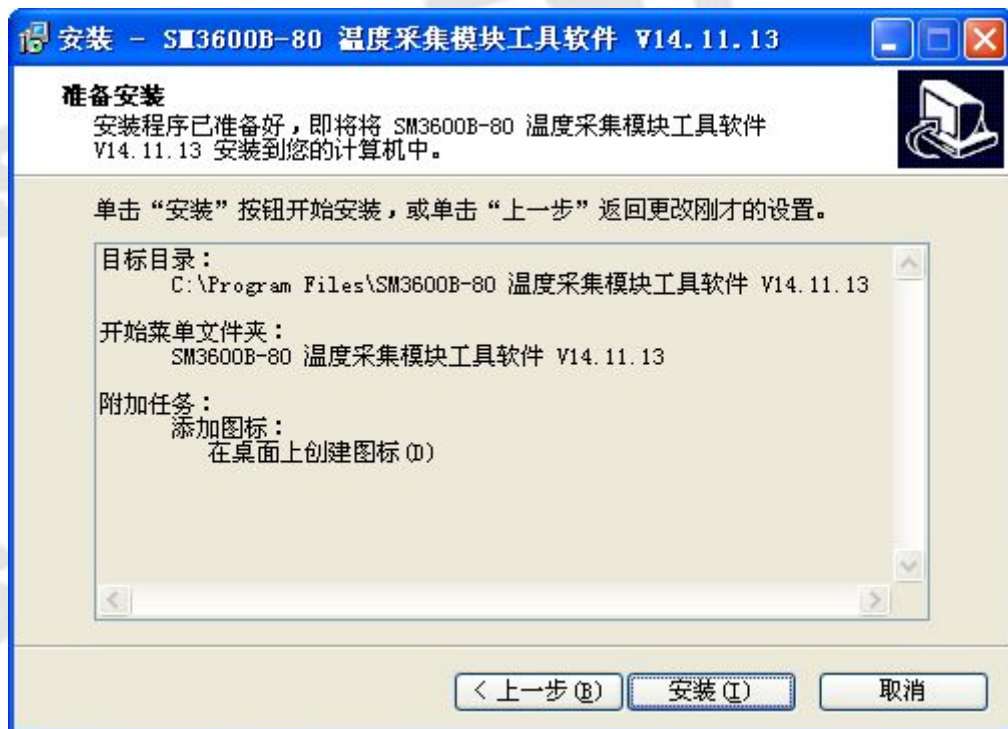 安装 - SM3600B-80 温度采集模块工具软件 V14.11.13
准备安装
安装程序已准备好，即将将 SM3600B-80 温度采集模块工具软件
V14.11.13 安装到您的计算机中。
单击“安装”按钮开始安装，或单击“上一步”返回更改刚才的设置。
目标目录：
C:\Program Files\SM3600B-80 温度采集模块工具软件 V14.11.13
开始菜单文件夹：
SM3600B-80 温度采集模块工具软件 V14.11.13
附加任务：
添加图标：
在桌面上创建图标(D)
< 上一步(B) 安装(I) 取消